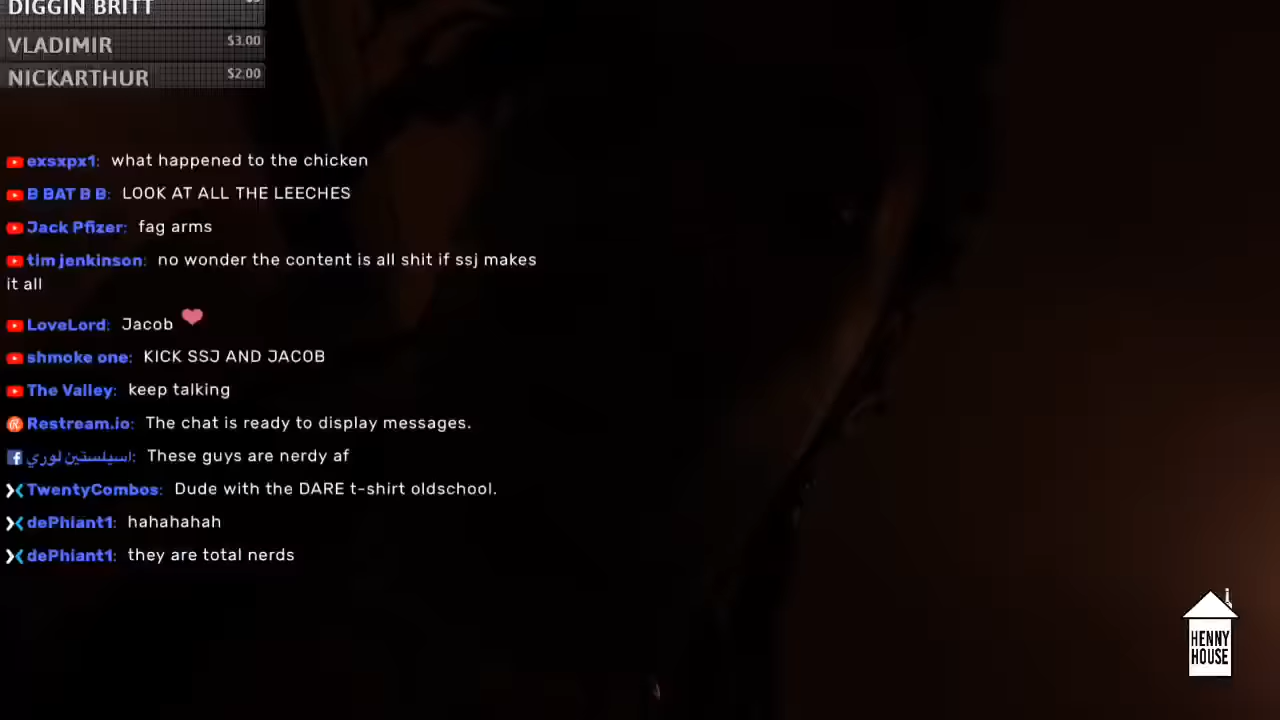 DIGGIN BRITT
VLADIMIR $3.00
NICKARTHUR $2.00
exsxpx1: what happened to the chicken
B BAT B B: LOOK AT ALL THE LEECHES
Jack Pfizer: fag arms
tim jenkinson: no wonder the content is all shit if ssj makes
it all
LoveLord: Jacob
shmoke one: KICK SSJ AND JACOB
The Valley: keep talking
Restream.io: The chat is ready to display messages.
اسيلستين لوري: These guys are nerdy af
TwentyCombos: Dude with the DARE t-shirt oldschool.
dePhiant1: hahahahah
dePhiant1: they are total nerds
HENNY
HOUSE